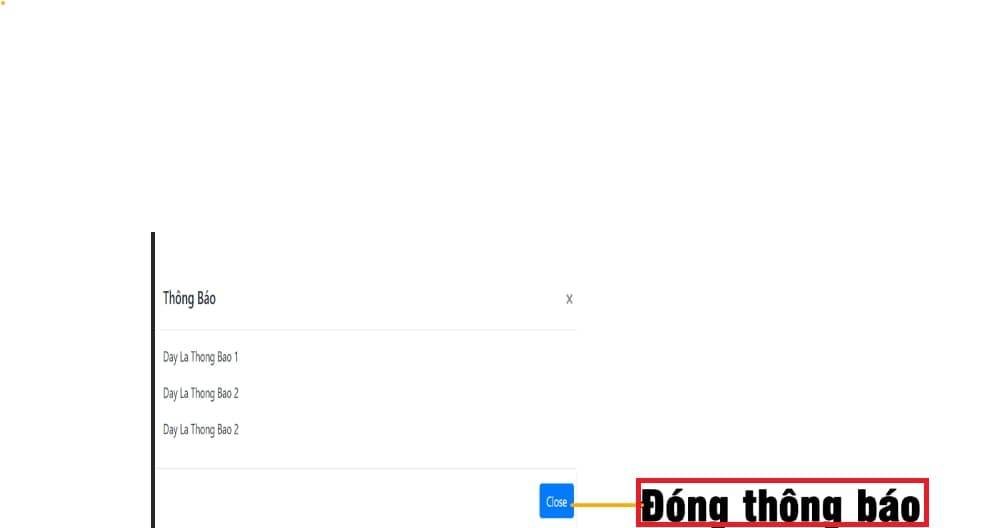 Thông Báo x
Day La Thong Bao 1
Day La Thong Bao 2
Day La Thong Bao 2
Close
Đóng thông báo